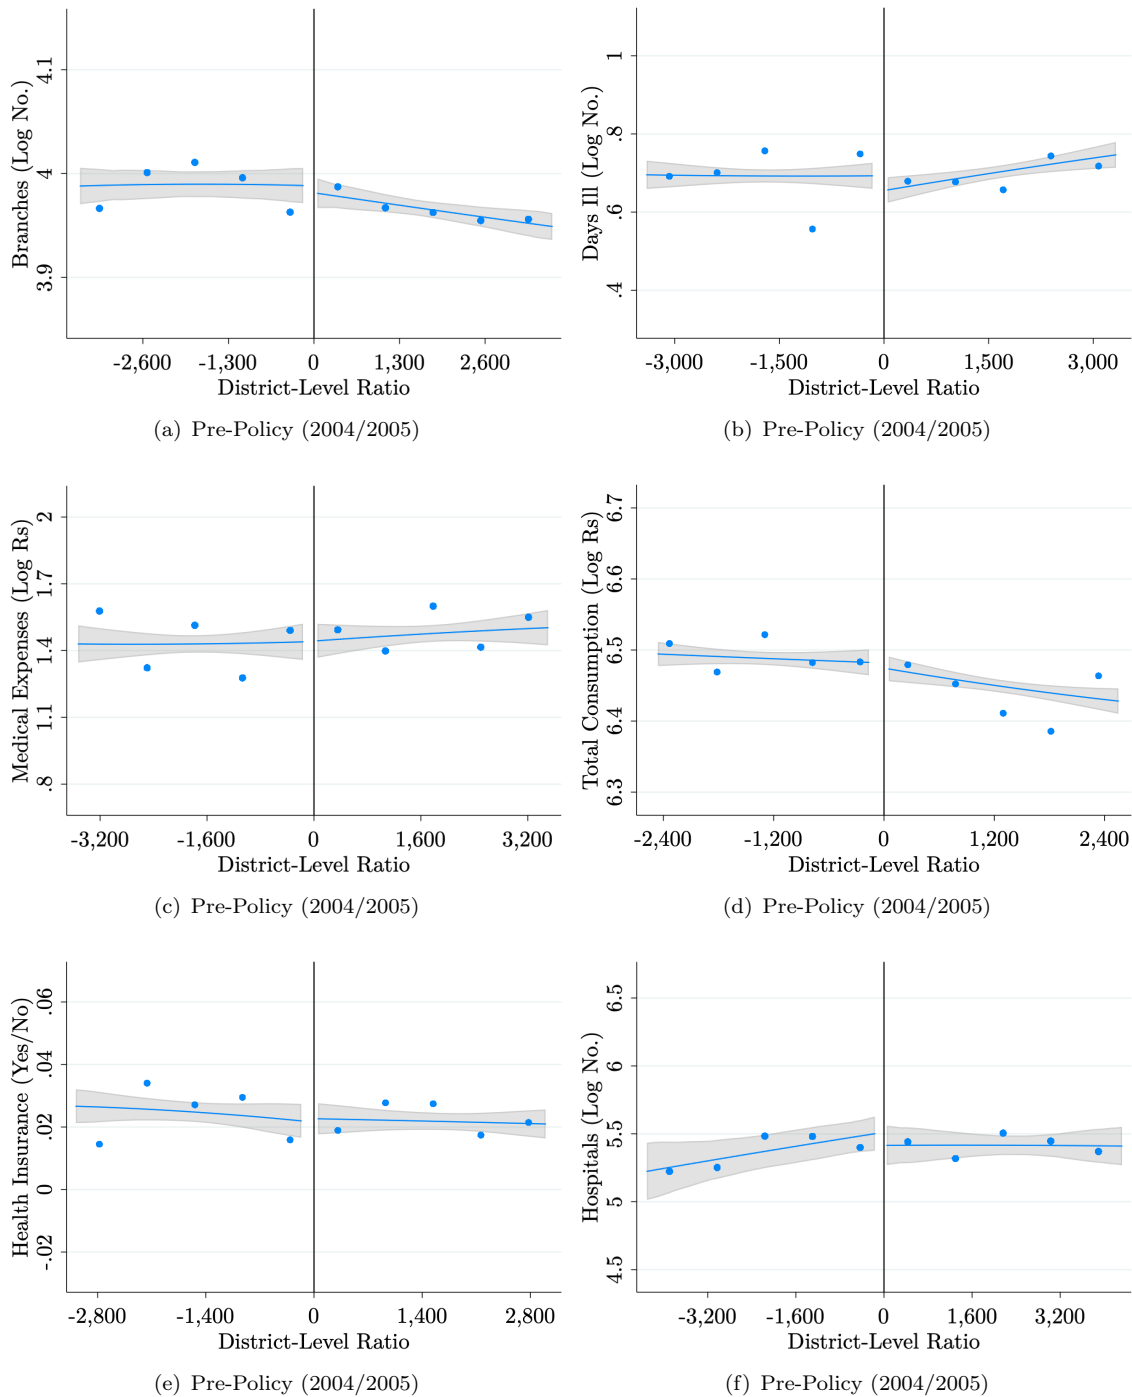 Branches (Log No.)
4.1
4
3.9
-2,600 -1,300 0 1,300 2,600
District-Level Ratio
(a) Pre-Policy (2004/2005)
Days Ill (Log No.)
1
.8
.6
.4
-3,000 -1,500 0 1,500 3,000
District-Level Ratio
(b) Pre-Policy (2004/2005)
Medical Expenses (Log Rs)
2
1.7
1.4
1.1
.8
-3,200 -1,600 0 1,600 3,200
District-Level Ratio
(c) Pre-Policy (2004/2005)
Total Consumption (Log Rs)
6.7
6.6
6.5
6.4
6.3
-2,400 -1,200 0 1,200 2,400
District-Level Ratio
(d) Pre-Policy (2004/2005)
Health Insurance (Yes/No)
.06
.04
.02
0
-.02
-2,800 -1,400 0 1,400 2,800
District-Level Ratio
(e) Pre-Policy (2004/2005)
Hospitals (Log No.)
6.5
6
5.5
5
4.5
-3,200 -1,600 0 1,600 3,200
District-Level Ratio
(f) Pre-Policy (2004/2005)